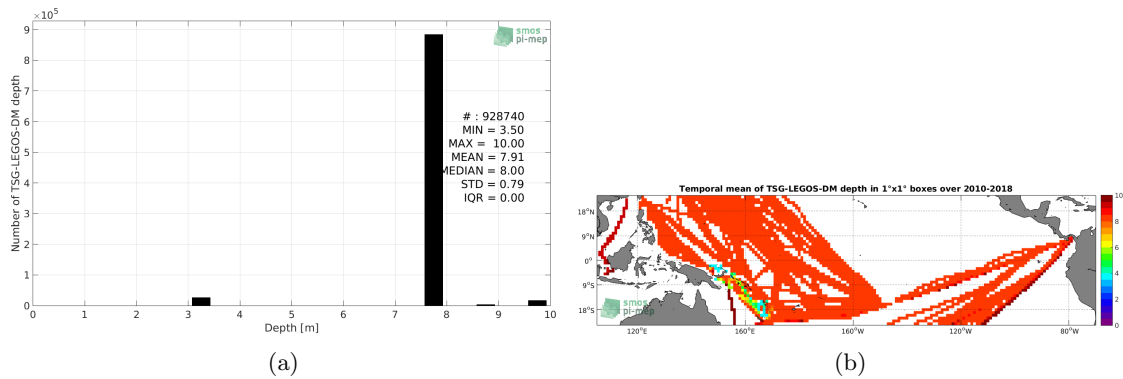 ×10^5
9
8
7
6
5
4
3
2
1
0
Number of TSG-LEGOS-DM depth
smos
pi-mep
# : 928740
MIN = 3.50
MAX = 10.00
MEAN = 7.91
MEDIAN = 8.00
STD = 0.79
IQR = 0.00
0 1 2 3 4 5 6 7 8 9 10
Depth [m]
(a)
Temporal mean of TSG-LEGOS-DM depth in 1°x1° boxes over 2010-2018
18°N
9°N
0°
9°S
18°S
smos
pi-mep
120°E 160°E 160°W 120°W 80°W
10
8
6
4
2
0
(b)